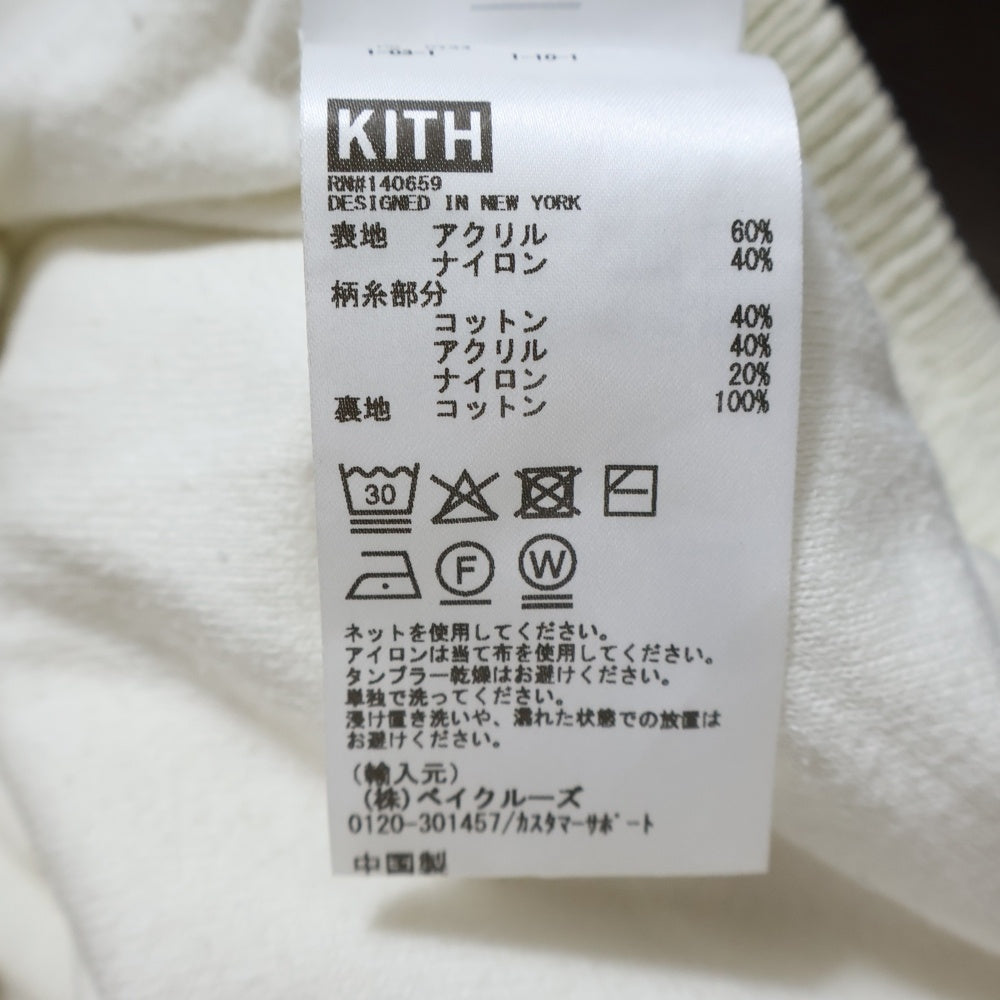 1-03-1 1-10-1
KITH
RN#140659
DESIGNED IN NEW YORK
表地 アクリル 60%
ナイロン 40%
柄糸部分
コットン 40%
アクリル 40%
ナイロン 20%
裏地 コットン 100%
30
F W
ネットを使用してください。
アイロンは当て布を使用してください。
タンブラー乾燥はお避けください。
単独で洗ってください。
浸け置き洗いや、濡れた状態での放置は
お避けください。
(輸入元)
(株)ベイクルーズ
0120-301457/ｶｽﾀﾏｰｻﾎﾟｰﾄ
中国製